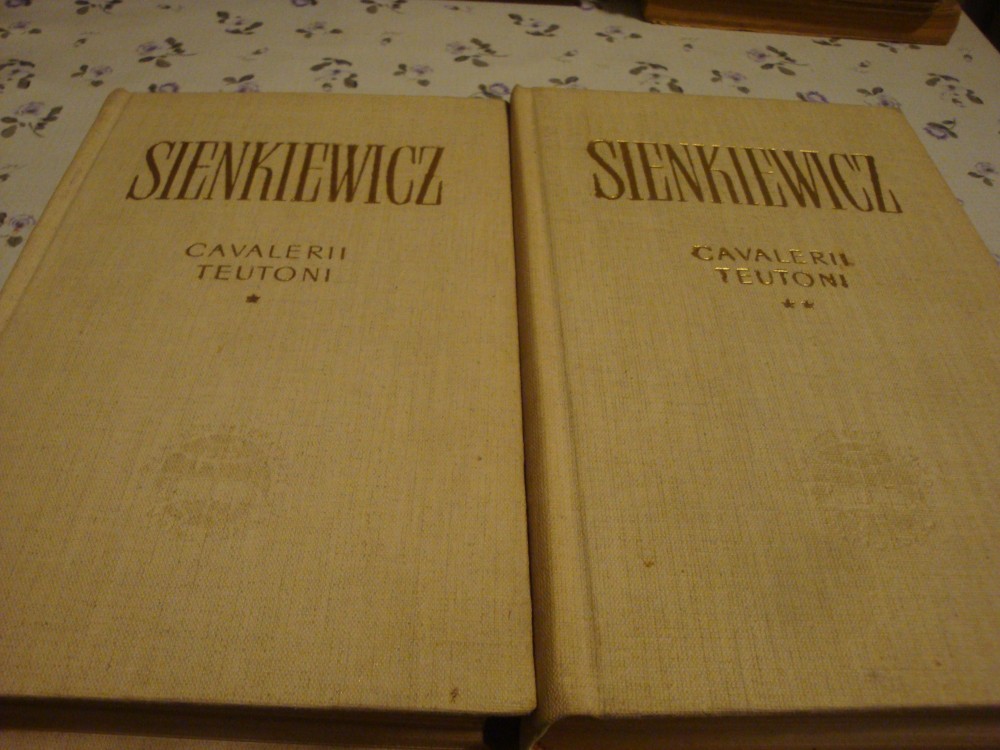 SIENKIEWICZ
CAVALERII
TEUTONI
*
SIENKIEWICZ
CAVALERII
TEUTONI
**